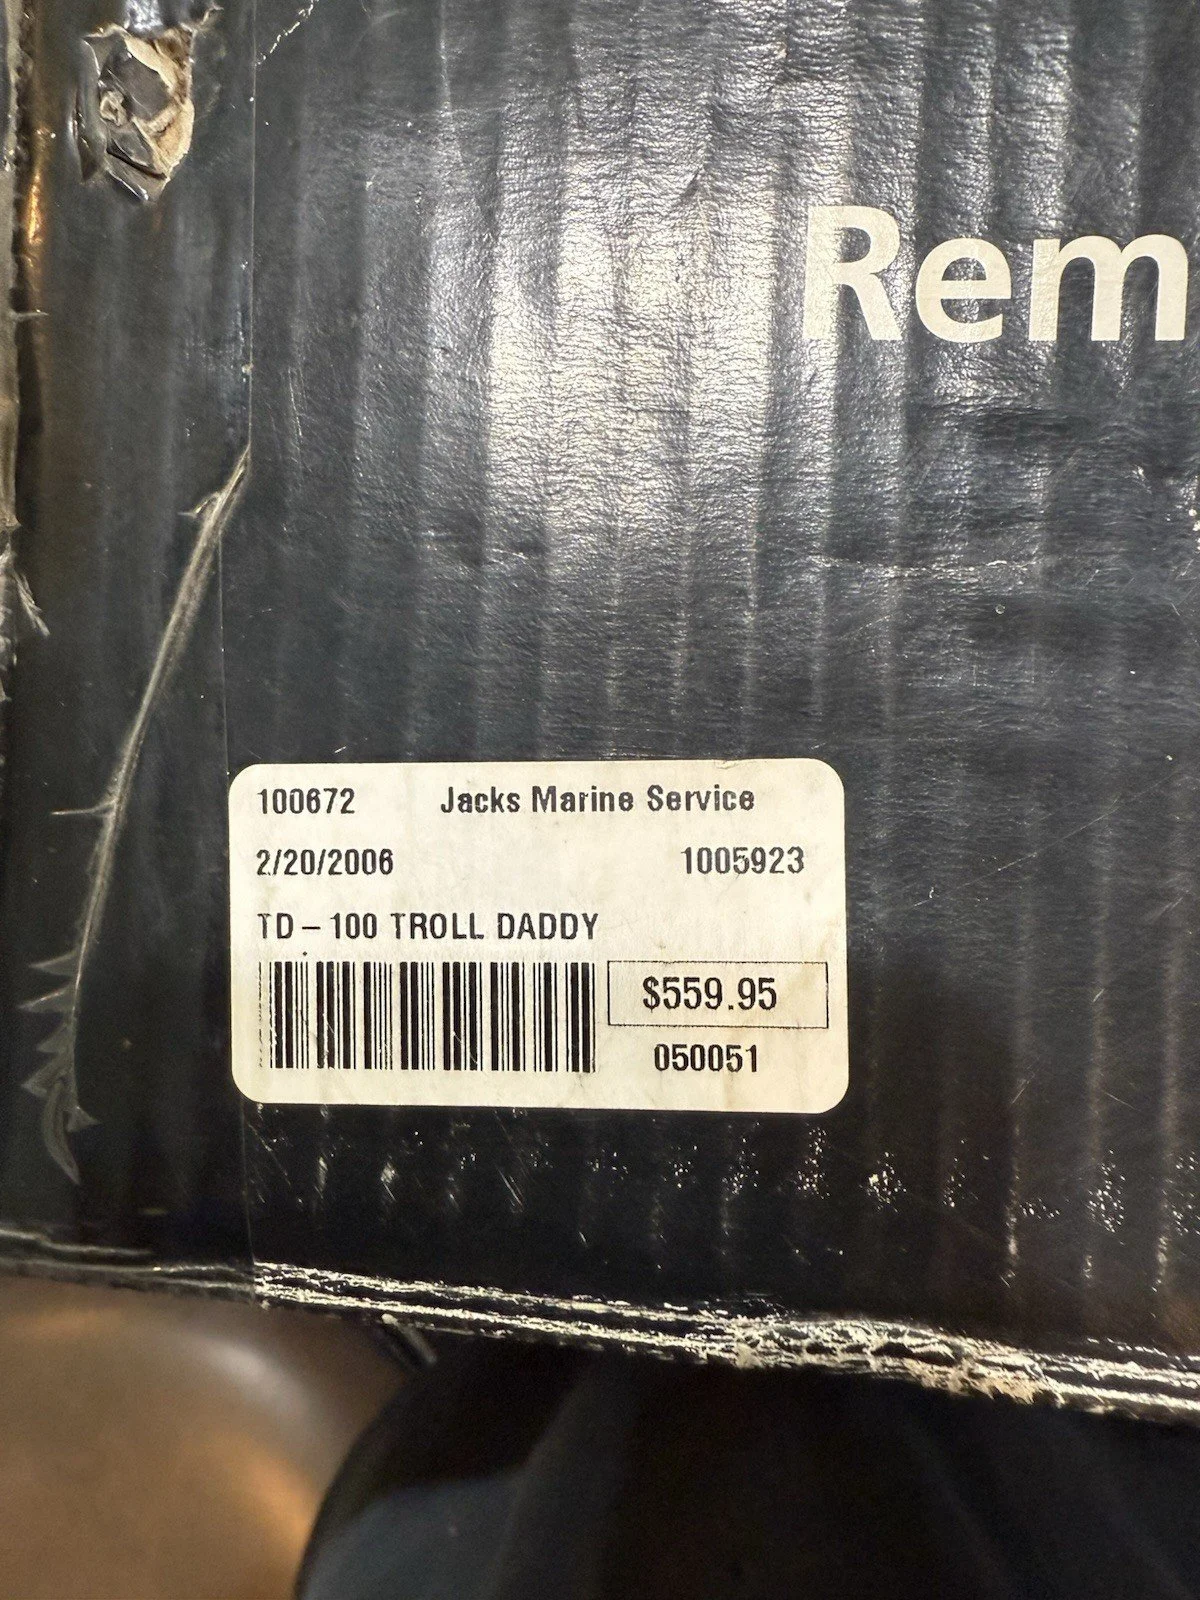 Rem
100672 Jacks Marine Service
2/20/2006 1005923
TD-100 TROLL DADDY
$559.95
050051